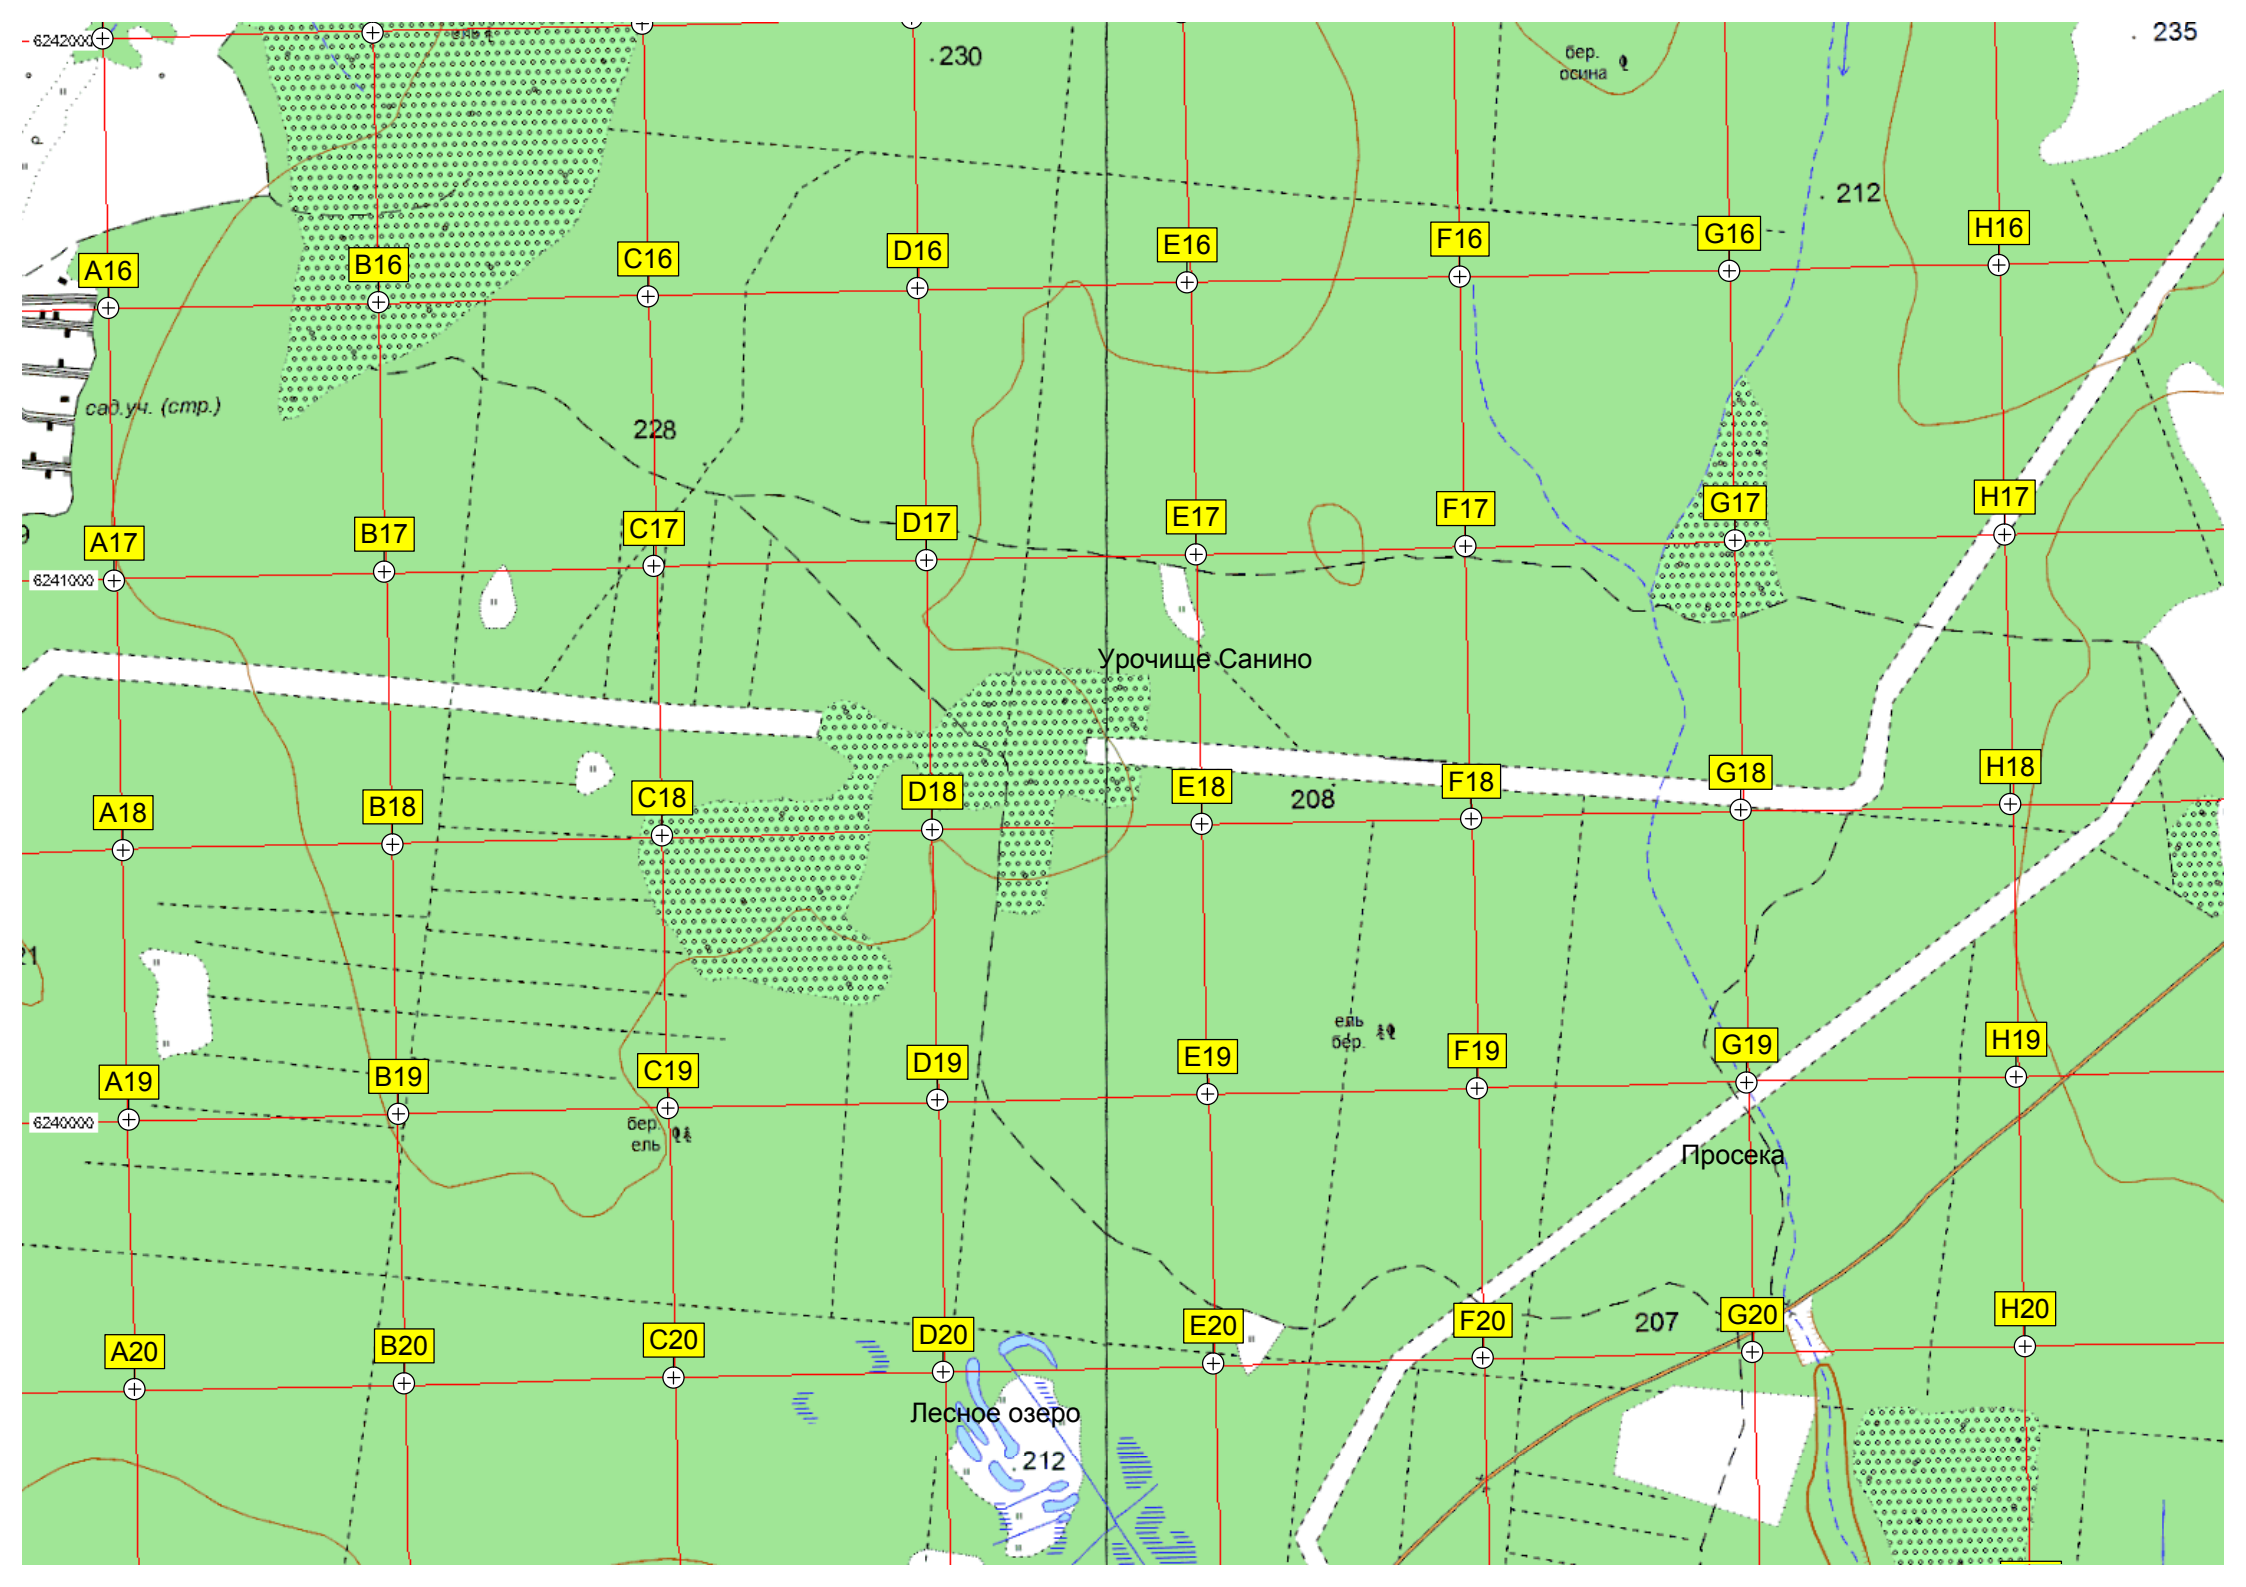 6242000
230
бер.
осина
235
212
A16
B16
C16
D16
E16
F16
G16
H16
сад.уч. (стр.)
228
A17
B17
C17
D17
E17
F17
G17
H17
6241000
Урочище Санино
A18
B18
C18
D18
E18
208
F18
G18
H18
21
ель
бер.
A19
B19
C19
D19
E19
F19
G19
H19
6240000
бер.
ель
Просека
A20
B20
C20
D20
E20
F20
207
G20
H20
Лесное озеро
212